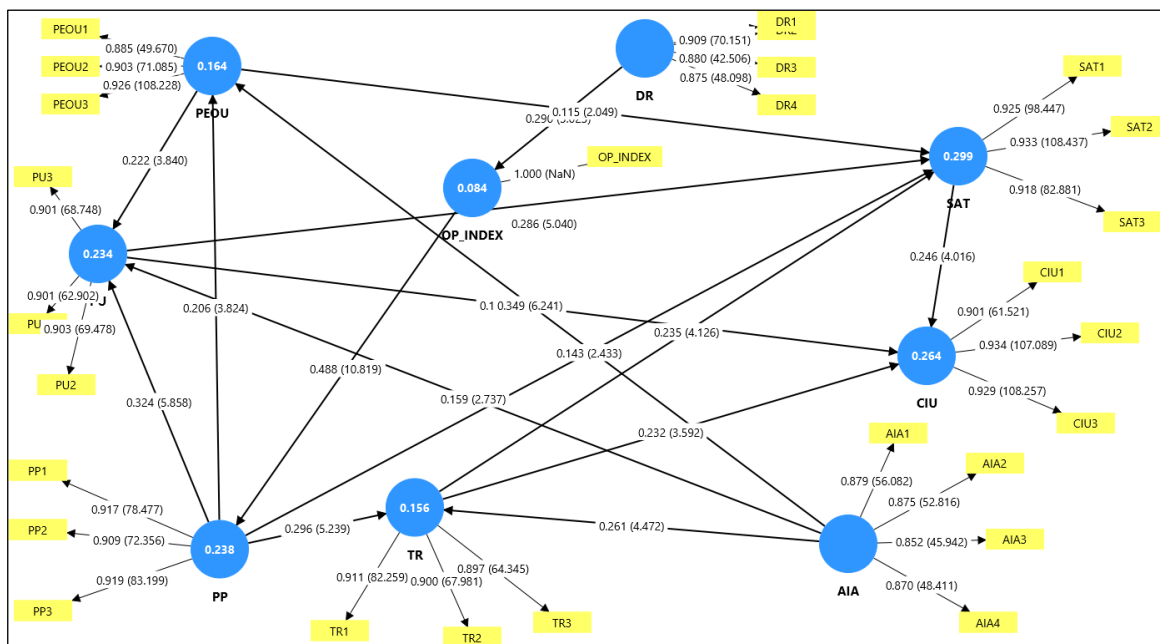 PEOU1
PEOU2
PEOU3
0.885 (49.670)
0.903 (71.085)
0.926 (108.228)
0.164
PEOU
DR
DR1
DR3
DR4
0.909 (70.151)
0.880 (42.506)
0.875 (48.098)
0.115 (2.049)
SAT1
SAT2
SAT3
0.925 (98.447)
0.933 (108.437)
0.918 (82.881)
0.299
SAT
OP_INDEX
1.000 (NaN)
0.084
OP_INDEX
0.222 (3.840)
PU3
0.901 (68.748)
0.234
0.901 (62.902)
0.903 (69.478)
PU2
0.286 (5.040)
0.246 (4.016)
0.206 (3.824)
0.349 (6.241)
0.235 (4.126)
0.143 (2.433)
0.488 (10.819)
0.159 (2.737)
0.324 (5.858)
0.232 (3.592)
CIU1
CIU2
CIU3
0.901 (61.521)
0.934 (107.089)
0.929 (108.257)
0.264
CIU
PP1
PP2
PP3
0.917 (78.477)
0.909 (72.356)
0.919 (83.199)
0.238
PP
0.296 (5.239)
0.156
TR
0.261 (4.472)
0.911 (82.259)
0.900 (67.981)
0.897 (64.345)
TR1
TR2
TR3
AIA1
AIA2
AIA3
AIA4
0.879 (56.082)
0.875 (52.816)
0.852 (45.942)
0.870 (48.411)
AIA